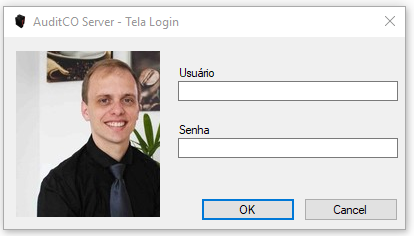 AuditCO Server - Tela Login
Usuário
Senha
OK
Cancel